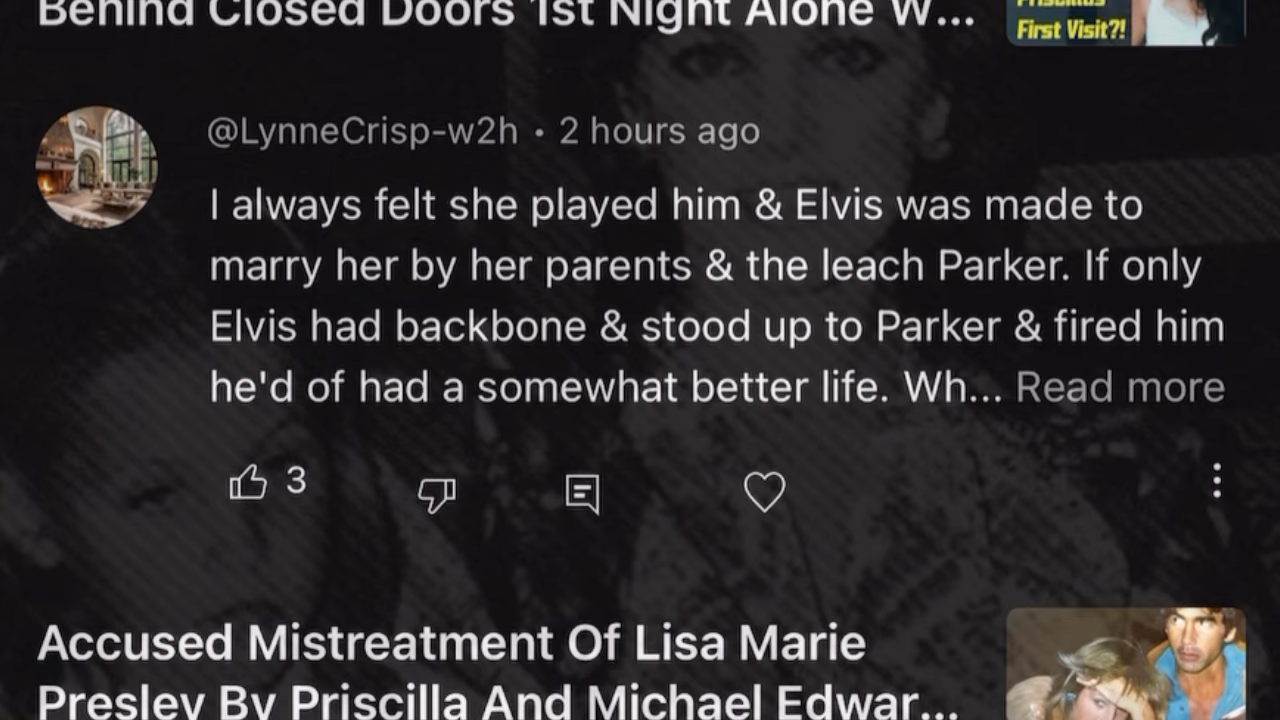 Behind Closed Doors 1st Night Alone W...
Priscillas
First Visit?!
@LynneCrisp-w2h • 2 hours ago
I always felt she played him & Elvis was made to
marry her by her parents & the leach Parker. If only
Elvis had backbone & stood up to Parker & fired him
he'd of had a somewhat better life. Wh... Read more
3
Accused Mistreatment Of Lisa Marie
Presley By Priscilla And Michael Edwar...